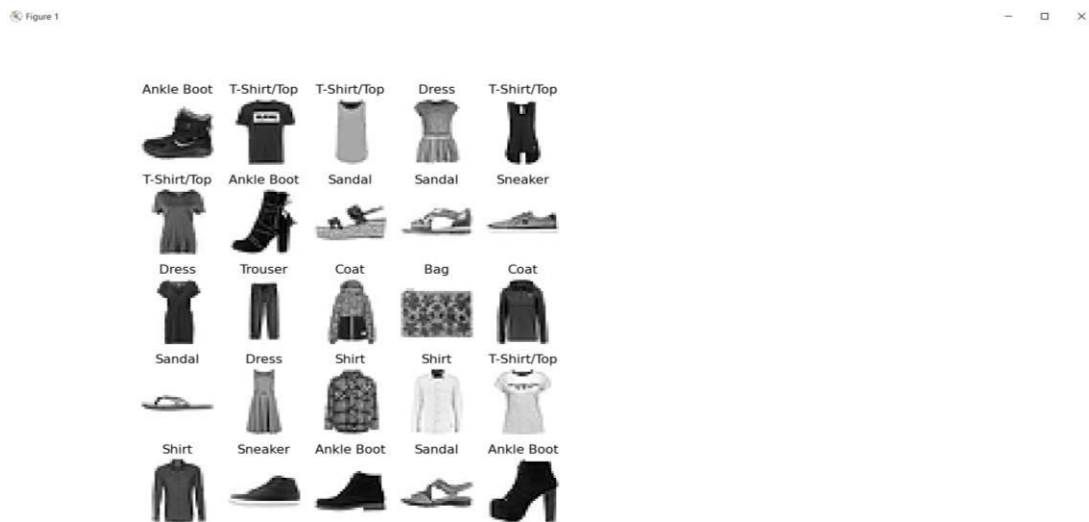 Figure 1
Ankle Boot T-Shirt/Top T-Shirt/Top Dress T-Shirt/Top
T-Shirt/Top Ankle Boot Sandal Sandal Sneaker
Dress Trouser Coat Bag Coat
Sandal Dress Shirt Shirt T-Shirt/Top
Shirt Sneaker Ankle Boot Sandal Ankle Boot